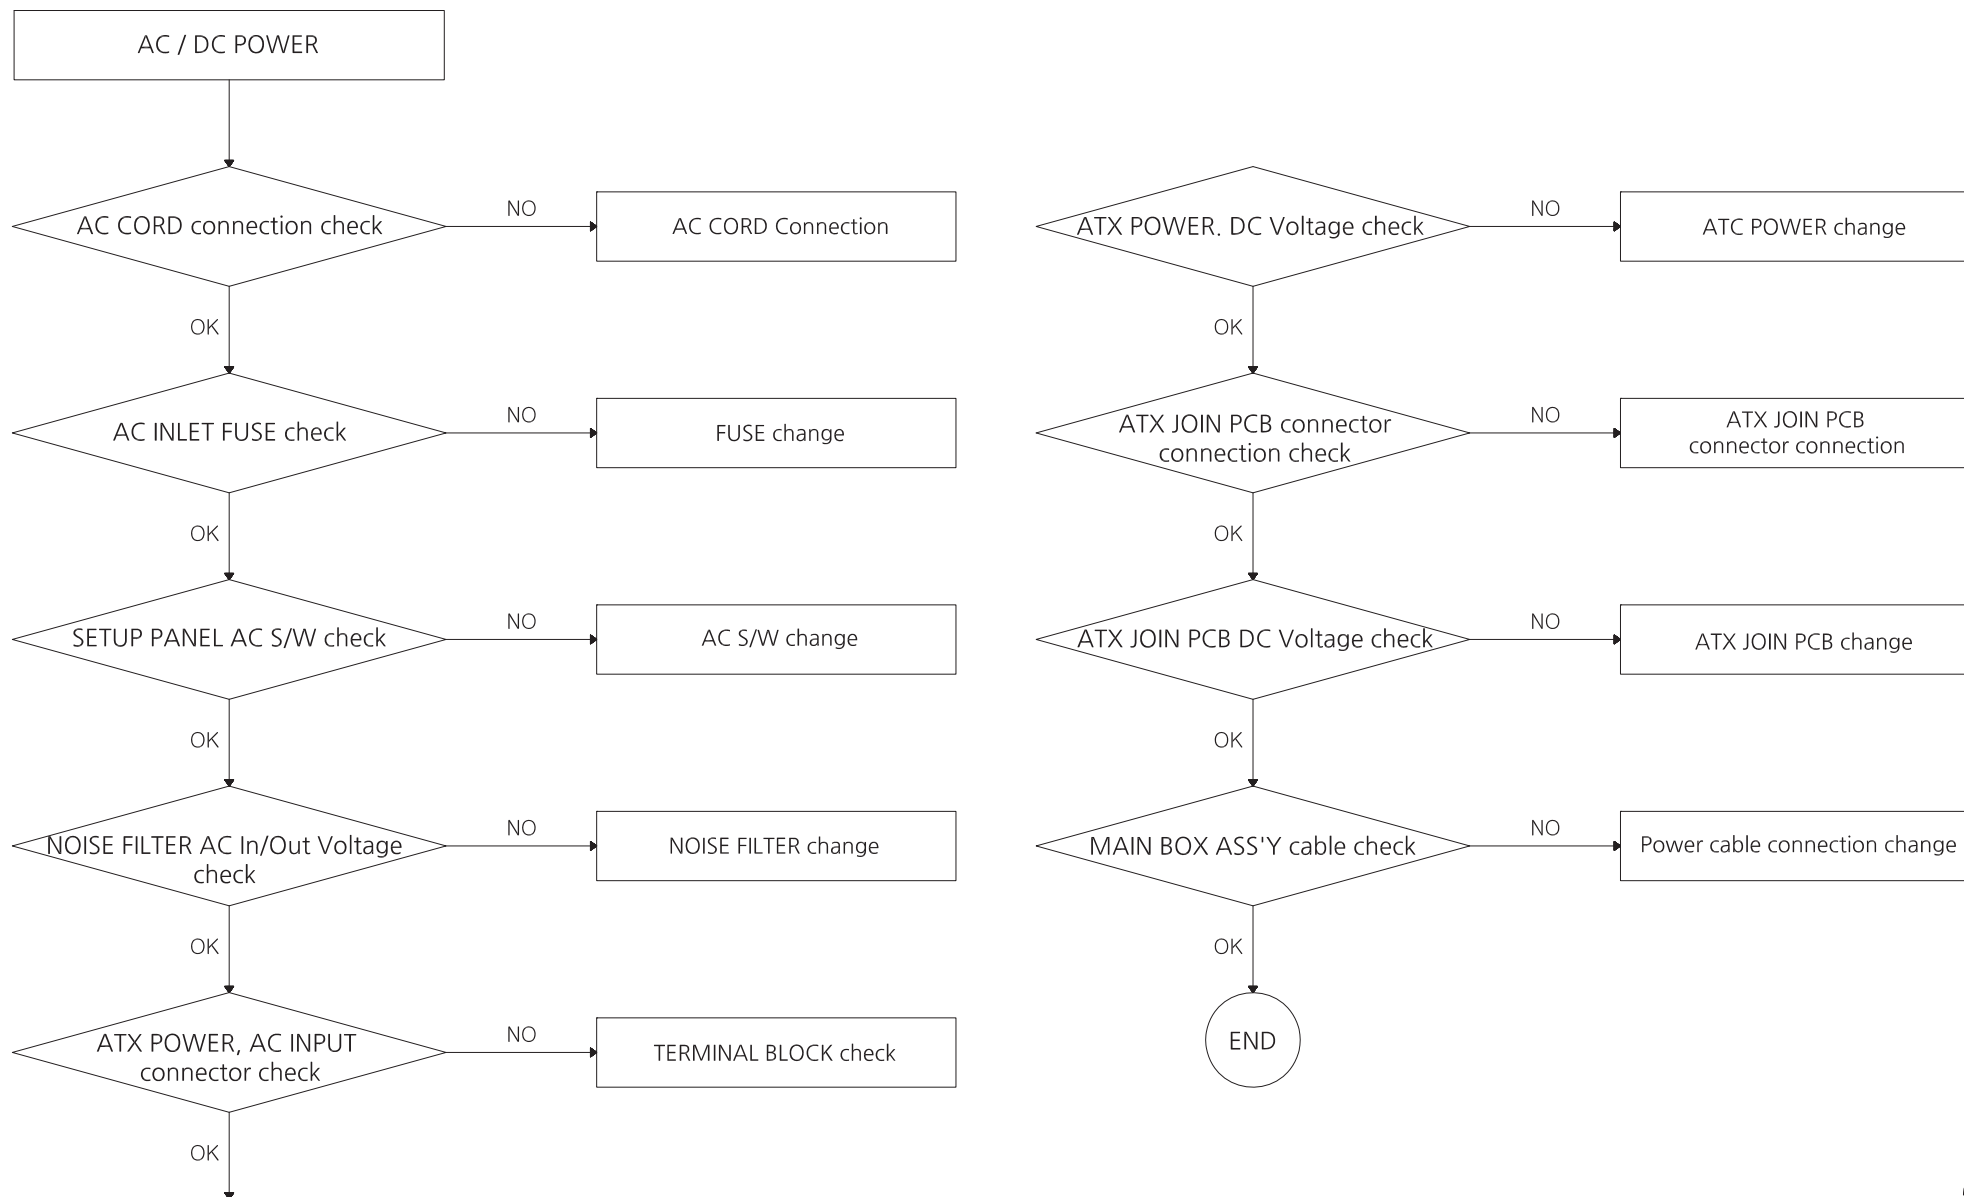 AC / DC POWER
AC CORD connection check
NO
AC CORD Connection
OK
AC INLET FUSE check
NO
FUSE change
OK
SETUP PANEL AC S/W check
NO
AC S/W change
OK
NOISE FILTER AC In/Out Voltage
check
NO
NOISE FILTER change
OK
ATX POWER, AC INPUT
connector check
NO
TERMINAL BLOCK check
OK
ATX POWER. DC Voltage check
NO
ATC POWER change
OK
ATX JOIN PCB connector
connection check
NO
ATX JOIN PCB
connector connection
OK
ATX JOIN PCB DC Voltage check
NO
ATX JOIN PCB change
OK
MAIN BOX ASS'Y cable check
NO
Power cable connection change
OK
END